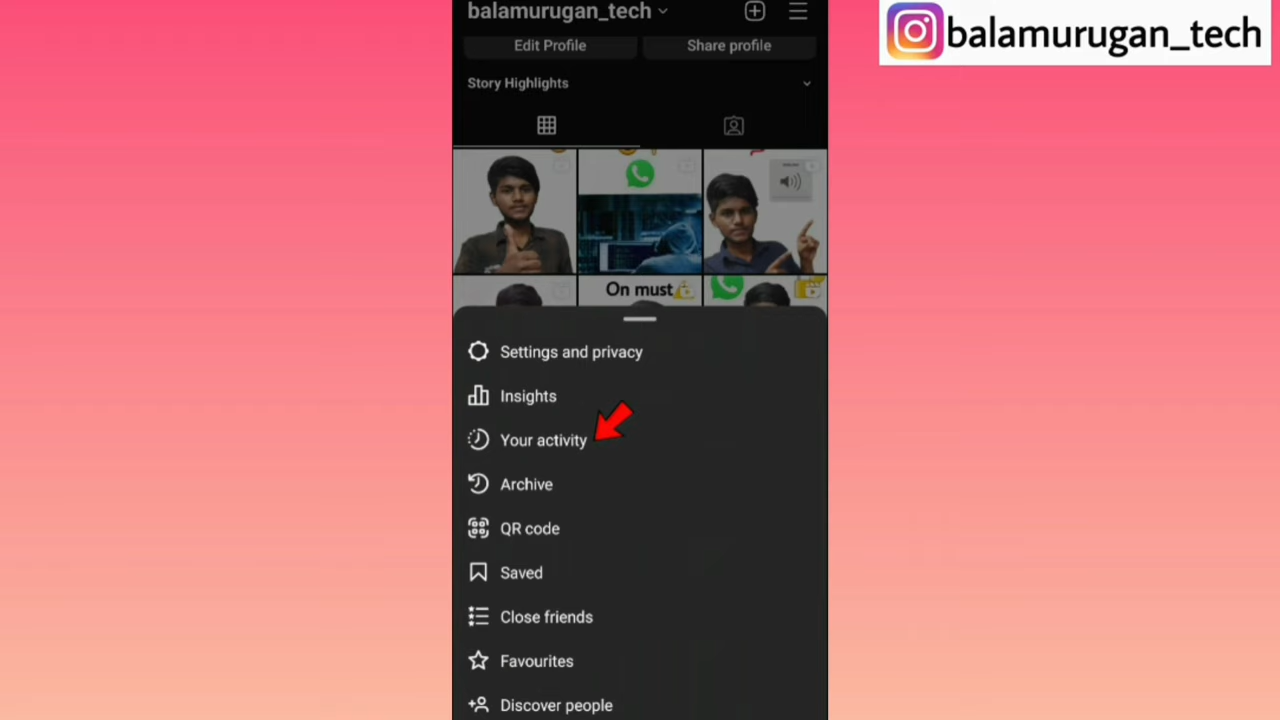 balamurugan_tech
balamurugan_tech
Edit Profile
Share profile
Story Highlights
On must
Settings and privacy
Insights
Your activity
Archive
QR code
Saved
Close friends
Favourites
Discover people